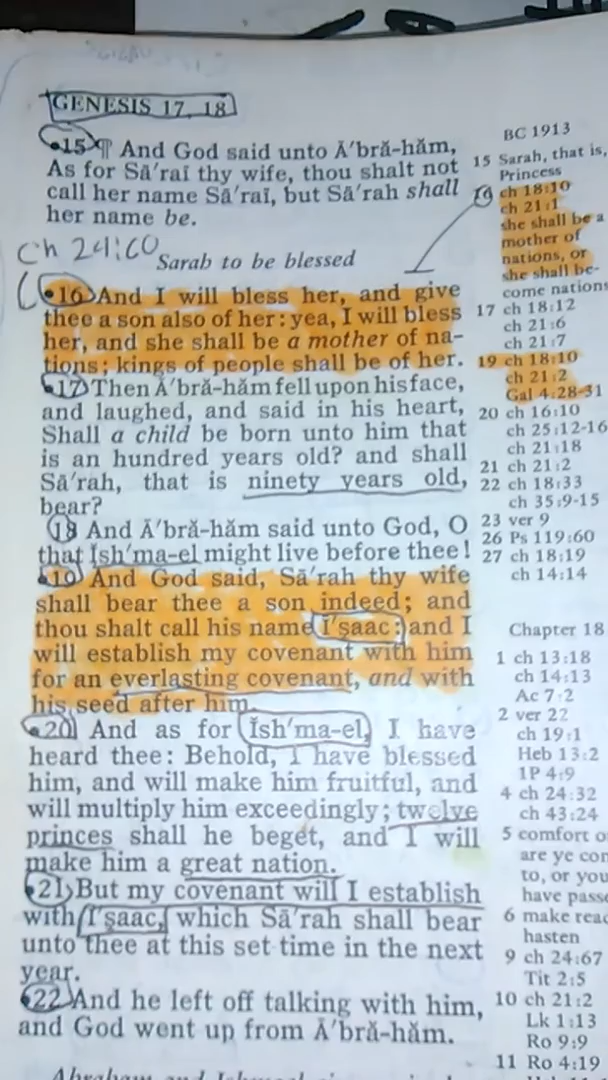 GENESIS 17, 18
15 ¶ And God said unto Ā'bră-hăm,
As for Sā'raī thy wife, thou shalt not
call her name Sā'raī, but Sā'rah shall
her name be.
ch 24:60
Sarah to be blessed
16 And I will bless her, and give
thee a son also of her: yea, I will bless
her, and she shall be a mother of na-
tions; kings of people shall be of her.
17 Then Ā'bră-hăm fell upon his face,
and laughed, and said in his heart,
Shall a child be born unto him that
is an hundred years old? and shall
Sā'rah, that is ninety years old,
bear?
18 And Ā'bră-hăm said unto God, O
that Ĭsh'ma-el might live before thee!
19 And God said, Sā'rah thy wife
shall bear thee a son indeed; and
thou shalt call his name Ī'ṣaac: and I
will establish my covenant with him
for an everlasting covenant, and with
his seed after him.
20 And as for Ĭsh'ma-el, I have
heard thee: Behold, I have blessed
him, and will make him fruitful, and
will multiply him exceedingly; twelve
princes shall he beget, and I will
make him a great nation.
21 But my covenant will I establish
with Ī'ṣaac, which Sā'rah shall bear
unto thee at this set time in the next
year.
22 And he left off talking with him,
and God went up from Ā'bră-hăm.
BC 1913
15 Sarah, that is,
Princess
16 ch 18:10
ch 21:1
she shall be a
mother of
nations, or
she shall be-
come nations
17 ch 18:12
ch 21:6
ch 21:7
19 ch 18:10
ch 21:2
Gal 4:28-31
20 ch 16:10
ch 25:12-16
ch 21:18
21 ch 21:2
22 ch 18:33
ch 35:9-15
23 ver 9
26 Ps 119:60
27 ch 18:19
ch 14:14
Chapter 18
1 ch 13:18
ch 14:13
Ac 7:2
2 ver 22
ch 19:1
Heb 13:2
1P 4:9
4 ch 24:32
ch 43:24
5 comfort
are ye
to, or you
have
6 make
hasten
9 ch 24:67
Tit 2:5
10 ch 21:2
Lk 1:13
Ro 9:9
11 Ro 4:19